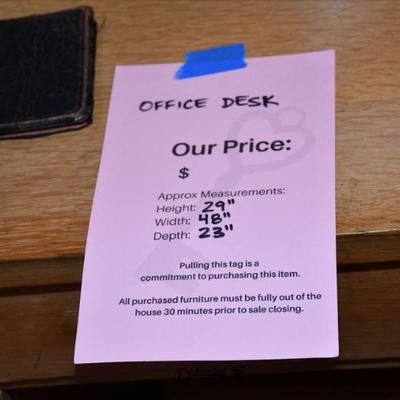 OFFICE DESK
Our Price:
$
Approx Measurements:
Height: 29"
Width: 48"
Depth: 23"
Pulling this tag is a
commitment to purchasing this item.
All purchased furniture must be fully out of the
house 30 minutes prior to sale closing.